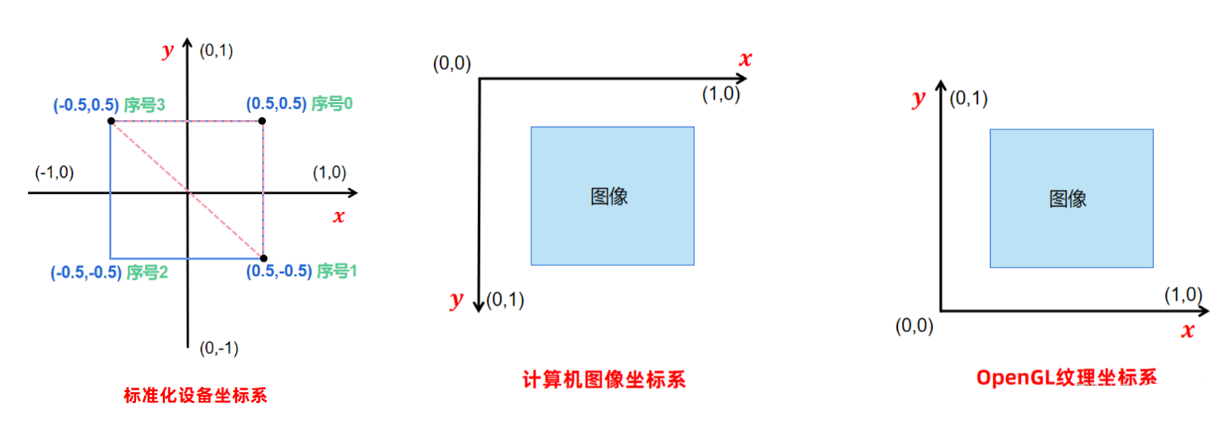 y
(0,1)
(-0.5,0.5) 序号3
(0.5,0.5) 序号0
(-1,0)
(1,0)
x
(-0.5,-0.5) 序号2
(0.5,-0.5) 序号1
(0,-1)
标准化设备坐标系
(0,0)
x
(1,0)
图像
y
(0,1)
计算机图像坐标系
y
(0,1)
图像
(1,0)
(0,0)
x
OpenGL纹理坐标系